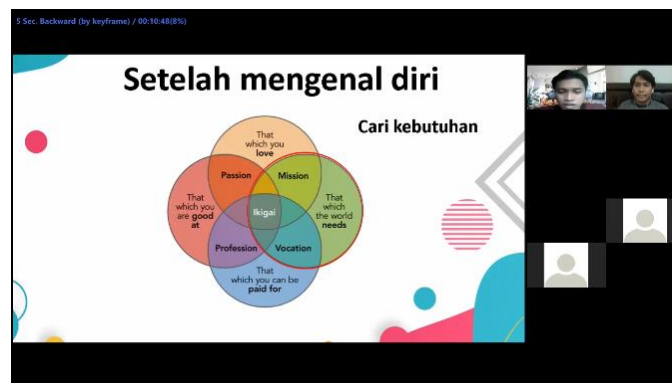 5 Sec. Backward (by keyframe) / 00:10:48(8%)
Setelah mengenal diri
Cari kebutuhan
That
which you
love
Passion
Mission
That
which you
are good
at
Ikigai
That
which
the world
needs
Profession
Vocation
That
which you can be
paid for